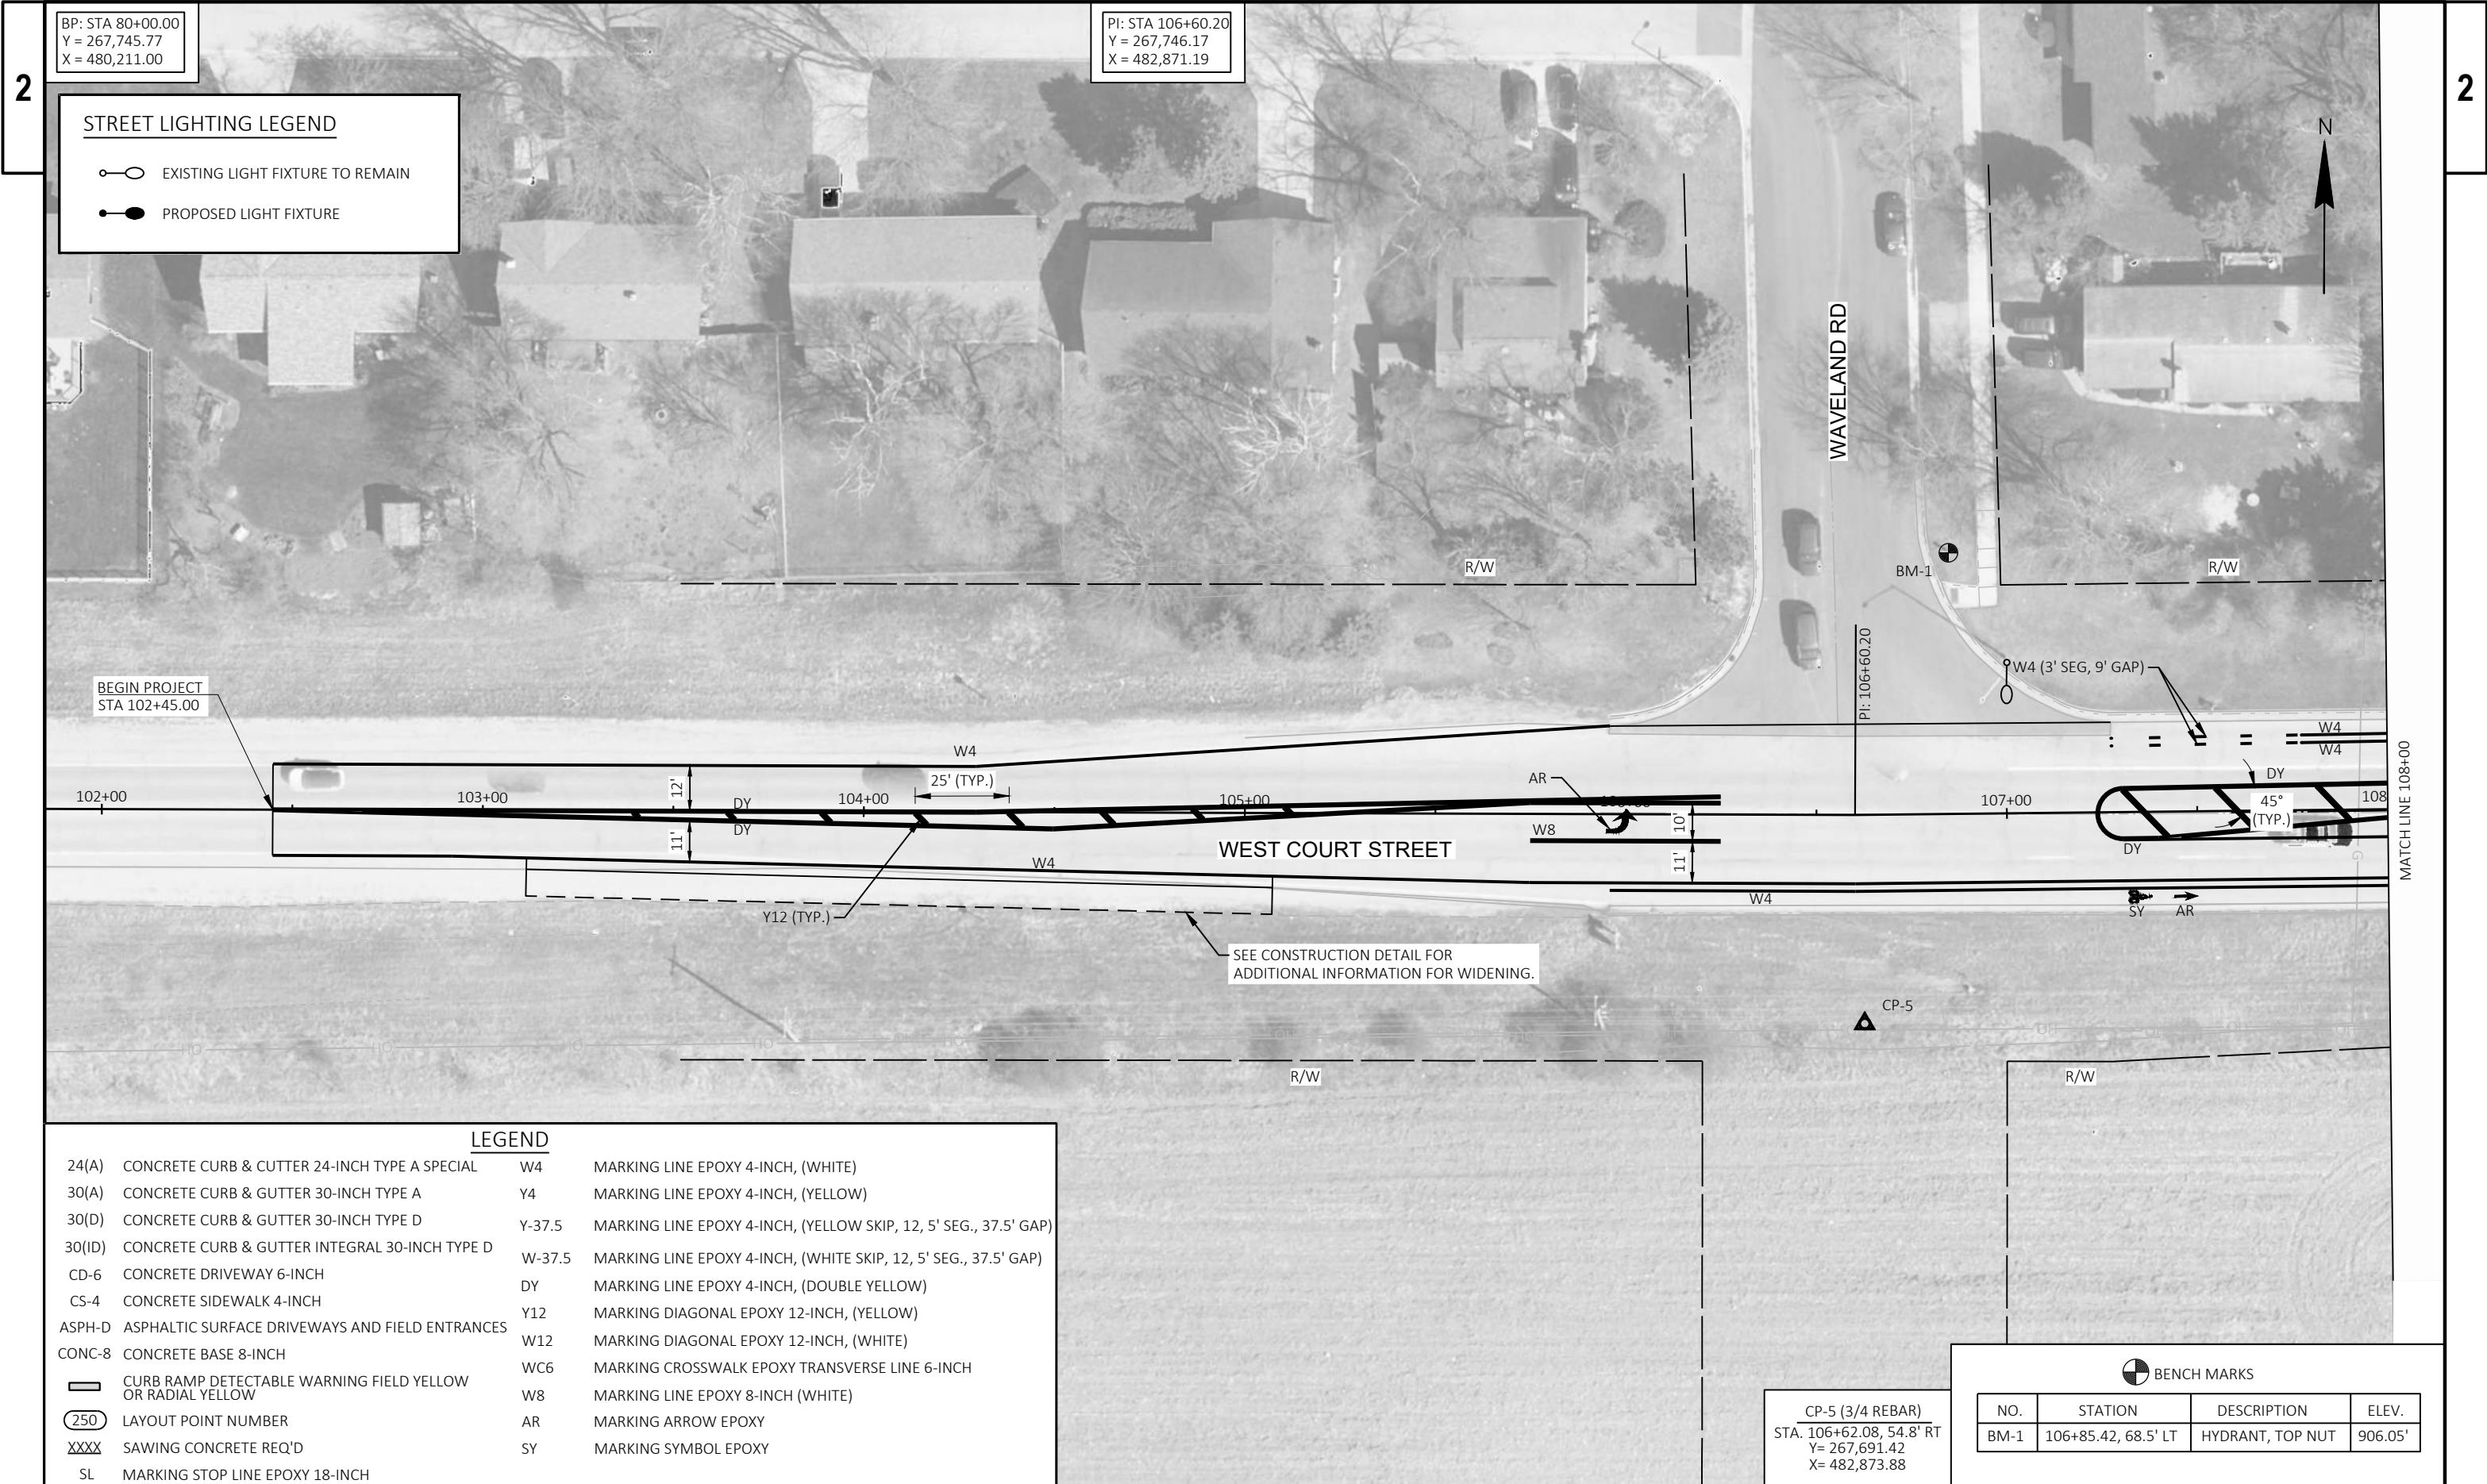 2
BP: STA 80+00.00
Y = 267,745.77
X = 480,211.00
PI: STA 106+60.20
Y = 267,746.17
X = 482,871.19
2
STREET LIGHTING LEGEND
EXISTING LIGHT FIXTURE TO REMAIN
PROPOSED LIGHT FIXTURE
N
WAVELAND RD
R/W
BM-1
R/W
BEGIN PROJECT
STA 102+45.00
PI: 106+60.20
W4 (3' SEG, 9' GAP)
W4
W4
W4
12'
25' (TYP.)
AR
DY
MATCH LINE 108+00
102+00
103+00
DY
104+00
105+00
107+00
108
45°
(TYP.)
DY
11'
W8
10'
11'
WEST COURT STREET
DY
W4
W4
SY
AR
Y12 (TYP.)
SEE CONSTRUCTION DETAIL FOR
ADDITIONAL INFORMATION FOR WIDENING.
CP-5
OH
OH
OH
OH
R/W
R/W
G
LEGEND
24(A) CONCRETE CURB & CUTTER 24-INCH TYPE A SPECIAL
30(A) CONCRETE CURB & GUTTER 30-INCH TYPE A
30(D) CONCRETE CURB & GUTTER 30-INCH TYPE D
30(ID) CONCRETE CURB & GUTTER INTEGRAL 30-INCH TYPE D
CD-6 CONCRETE DRIVEWAY 6-INCH
CS-4 CONCRETE SIDEWALK 4-INCH
ASPH-D ASPHALTIC SURFACE DRIVEWAYS AND FIELD ENTRANCES
CONC-8 CONCRETE BASE 8-INCH
CURB RAMP DETECTABLE WARNING FIELD YELLOW
OR RADIAL YELLOW
250 LAYOUT POINT NUMBER
XXXX SAWING CONCRETE REQ'D
SL MARKING STOP LINE EPOXY 18-INCH
W4 MARKING LINE EPOXY 4-INCH, (WHITE)
Y4 MARKING LINE EPOXY 4-INCH, (YELLOW)
Y-37.5 MARKING LINE EPOXY 4-INCH, (YELLOW SKIP, 12, 5' SEG., 37.5' GAP)
W-37.5 MARKING LINE EPOXY 4-INCH, (WHITE SKIP, 12, 5' SEG., 37.5' GAP)
DY MARKING LINE EPOXY 4-INCH, (DOUBLE YELLOW)
Y12 MARKING DIAGONAL EPOXY 12-INCH, (YELLOW)
W12 MARKING DIAGONAL EPOXY 12-INCH, (WHITE)
WC6 MARKING CROSSWALK EPOXY TRANSVERSE LINE 6-INCH
W8 MARKING LINE EPOXY 8-INCH (WHITE)
AR MARKING ARROW EPOXY
SY MARKING SYMBOL EPOXY
CP-5 (3/4 REBAR)
STA. 106+62.08, 54.8' RT
Y= 267,691.42
X= 482,873.88
BENCH MARKS
NO. STATION DESCRIPTION ELEV.
BM-1 106+85.42, 68.5' LT HYDRANT, TOP NUT 906.05'